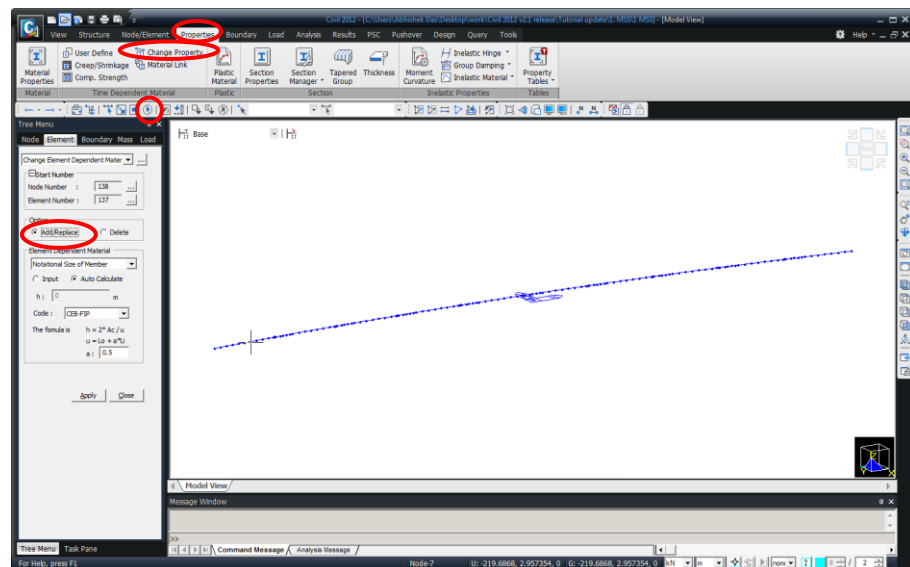 Civil 2012 - [C:\Users\Abhishek Das\Desktop\work\Civil 2012 v2.1 release\Tutorial update\1. MSS\1 MSS] - [Model View]
View Structure Node/Element Properties Boundary Load Analysis Results PSC Pushover Design Query Tools Help
User Define Change Property
Creep/Shrinkage Material Link
Comp. Strength
Material Properties
Plastic Material
Section Properties
Section Manager
Tapered Group
Thickness
Moment Curvature
Inelastic Hinge
Group Damping
Inelastic Material
Property Tables
Material Time Dependent Material Plastic Section Inelastic Properties Tables
Tree Menu
Node Element Boundary Mass Load
Base
TOP
Change Element Dependent Mater ...
Start Number
Node Number : 138 ...
Element Number : 137 ...
Option
Add/Replace Delete
Element Dependent Material
Notational Size of Member
Input Auto Calculate
h : 0 m
Code : CEB-FIP
The fomula is h = 2* Ac / u
u = Lo + a*Li
a : 0.5
Apply Close
Model View
Message Window
>>
Tree Menu Task Pane
Command Message Analysis Message
For Help, press F1
Node-7 U: -219.6868, 2.957354, 0 G: -219.6868, 2.957354, 0 kN m non 0 / 2